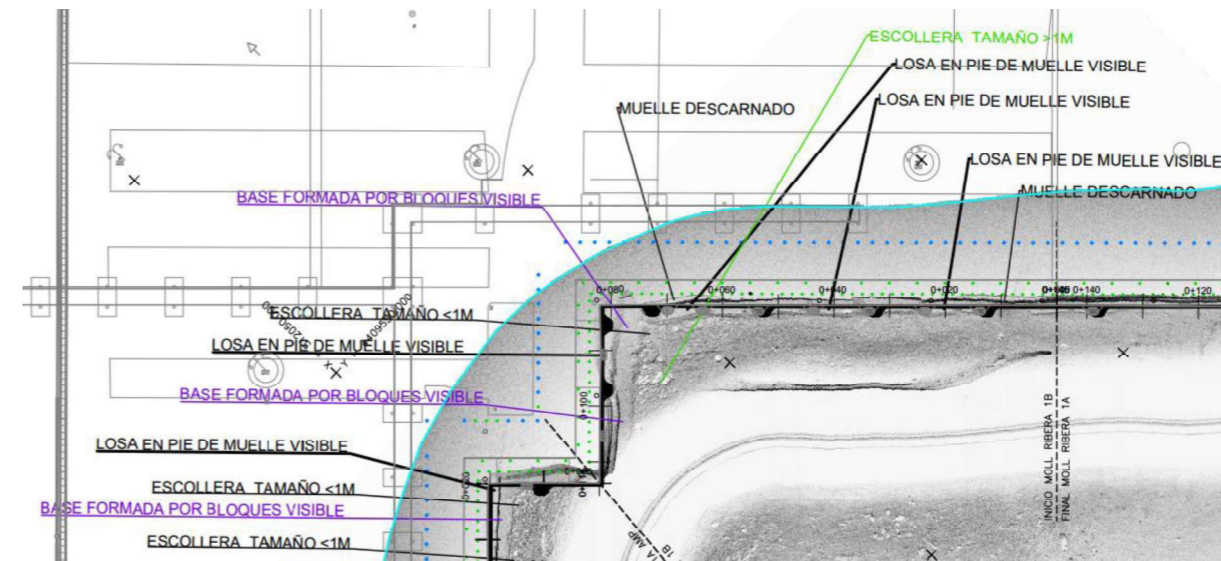 ESCOLLERA TAMAÑO >1M
LOSA EN PIE DE MUELLE VISIBLE
LOSA EN PIE DE MUELLE VISIBLE
MUELLE DESCARNADO
LOSA EN PIE DE MUELLE VISIBLE
MUELLE DESCARNADO
BASE FORMADA POR BLOQUES VISIBLE
0+080
0+060
0+040
0+020
0+140
0+120
ESCOLLERA TAMAÑO <1M
LOSA EN PIE DE MUELLE VISIBLE
BASE FORMADA POR BLOQUES VISIBLE
0+100
LOSA EN PIE DE MUELLE VISIBLE
ESCOLLERA TAMAÑO <1M
BASE FORMADA POR BLOQUES VISIBLE
ESCOLLERA TAMAÑO <1M
INICIO MOLL RIBERA 1B
FINAL MOLL RIBERA 1A
1A AMP
1B